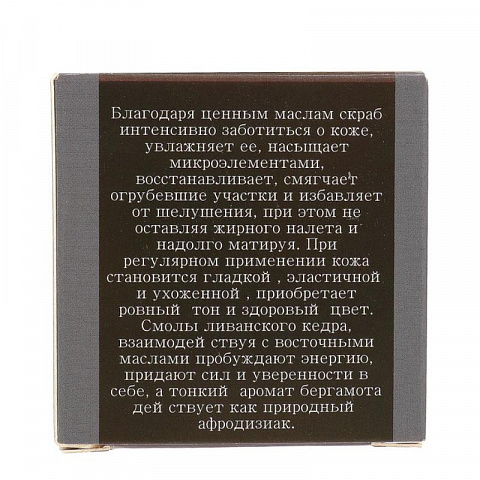 Благодаря ценным маслам скраб
интенсивно заботиться о коже,
увлажняет ее, насыщает
микроэлементами,
восстанавливает, смягчает
огрубевшие участки и избавляет
от шелушения, при этом не
оставляя жирного налета и
надолго матируя. При
регулярном применении кожа
становится гладкой , эластичной
и ухоженной , приобретает
ровный тон и здоровый цвет.
Смолы ливанского кедра,
взаимодей ствуя с восточными
маслами пробуждают энергию,
придают сил и уверенности в
себе, а тонкий аромат бергамота
дей ствует как природный
афродизиак.